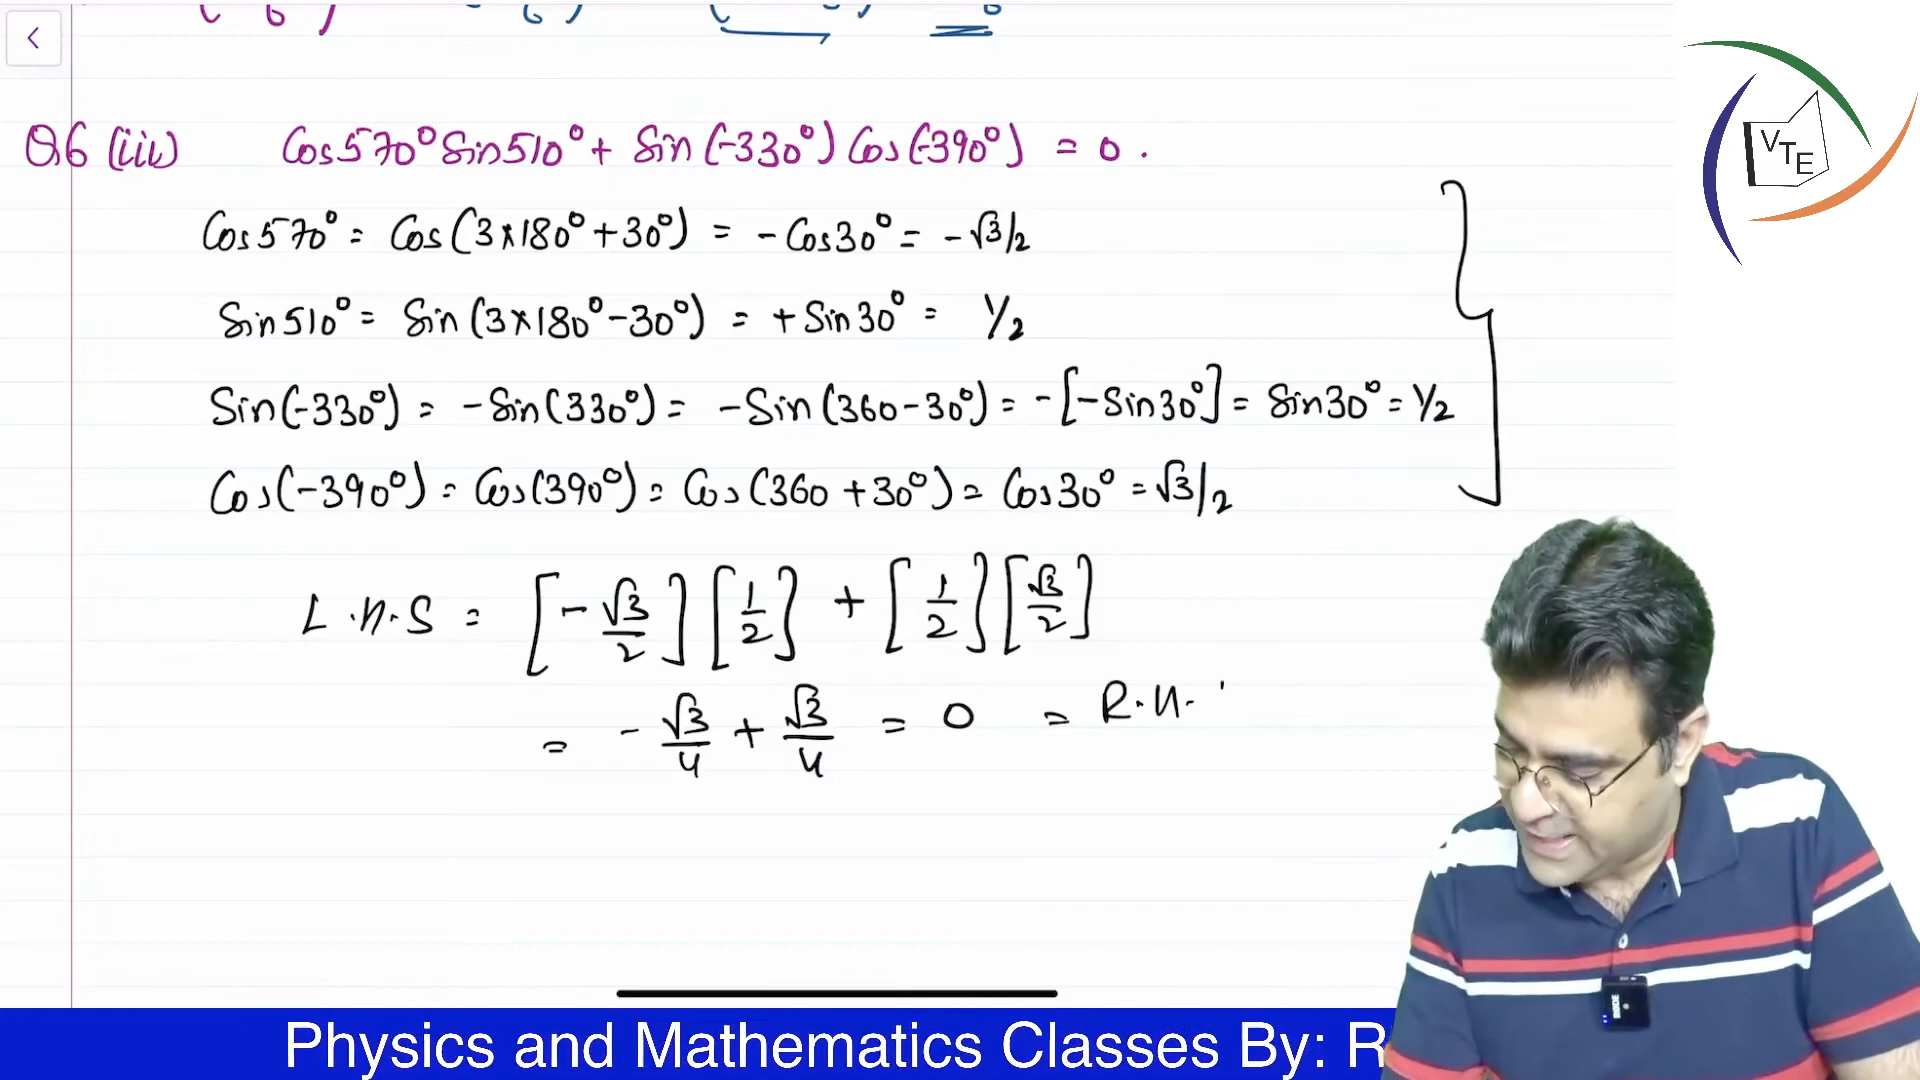 Q6 (iii) Cos570° Sin510° + Sin(-330°) Cos(-390°) = 0.
Cos570° = Cos(3×180°+30°) = -Cos30° = -√3/2
Sin510° = Sin(3×180°-30°) = +Sin30° = 1/2
Sin(-330°) = -Sin(330°) = -Sin(360-30°) = -[-Sin30°] = Sin30° = 1/2
Cos(-390°) = Cos(390°) = Cos(360+30°) = Cos30° = √3/2
L.H.S = [-√3/2][1/2] + [1/2][√3/2]
= -√3/4 + √3/4 = 0 = R.H.
VTE
Physics and Mathematics Classes By: R